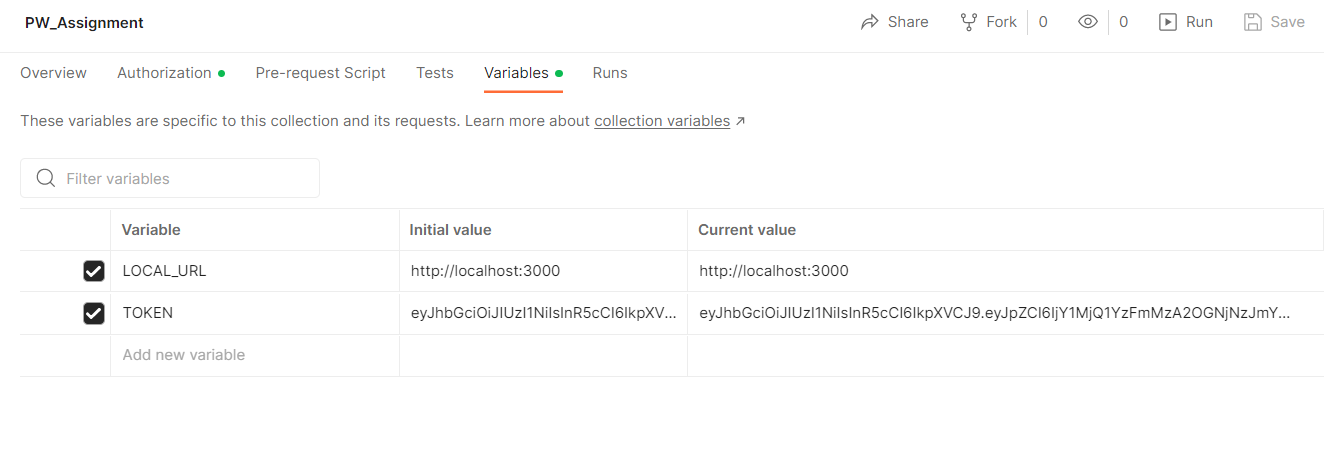 PW_Assignment
Share Fork 0 0 Run Save
Overview Authorization Pre-request Script Tests Variables Runs
These variables are specific to this collection and its requests. Learn more about collection variables ↗
Filter variables
Variable Initial value Current value
LOCAL_URL http://localhost:3000 http://localhost:3000
TOKEN eyJhbGciOiJIUzI1NiIsInR5cCI6IkpXV... eyJhbGciOiJIUzI1NiIsInR5cCI6IkpXVCJ9.eyJpZCI6IjY1MjQ1YzFmMzA2OGNjNzJmY...
Add new variable